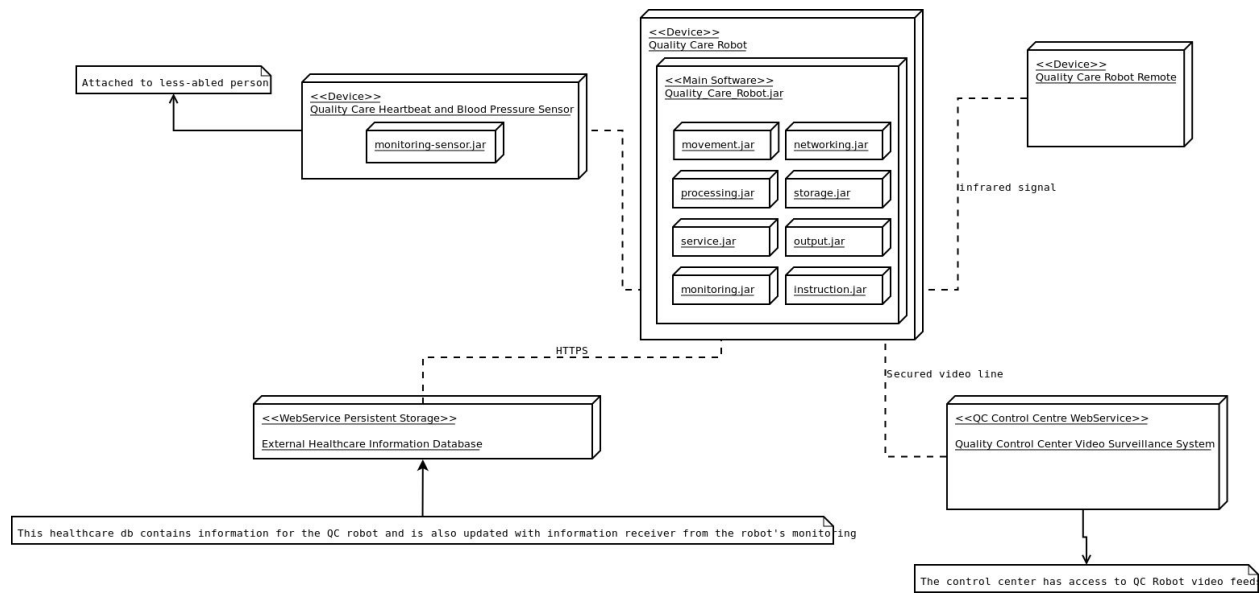 <<Device>>
Quality Care Robot
<<Main Software>>
Quality_Care_Robot.jar
movement.jar
networking.jar
processing.jar
storage.jar
service.jar
output.jar
monitoring.jar
instruction.jar
Attached to less-abled person
<<Device>>
Quality Care Heartbeat and Blood Pressure Sensor
monitoring-sensor.jar
<<Device>>
Quality Care Robot Remote
infrared signal
HTTPS
Secured video line
<<WebService Persistent Storage>>
External Healthcare Information Database
<<QC Control Centre WebService>>
Quality Control Center Video Surveillance System
This healthcare db contains information for the QC robot and is also updated with information receiver from the robot's monitoring
The control center has access to QC Robot video feed